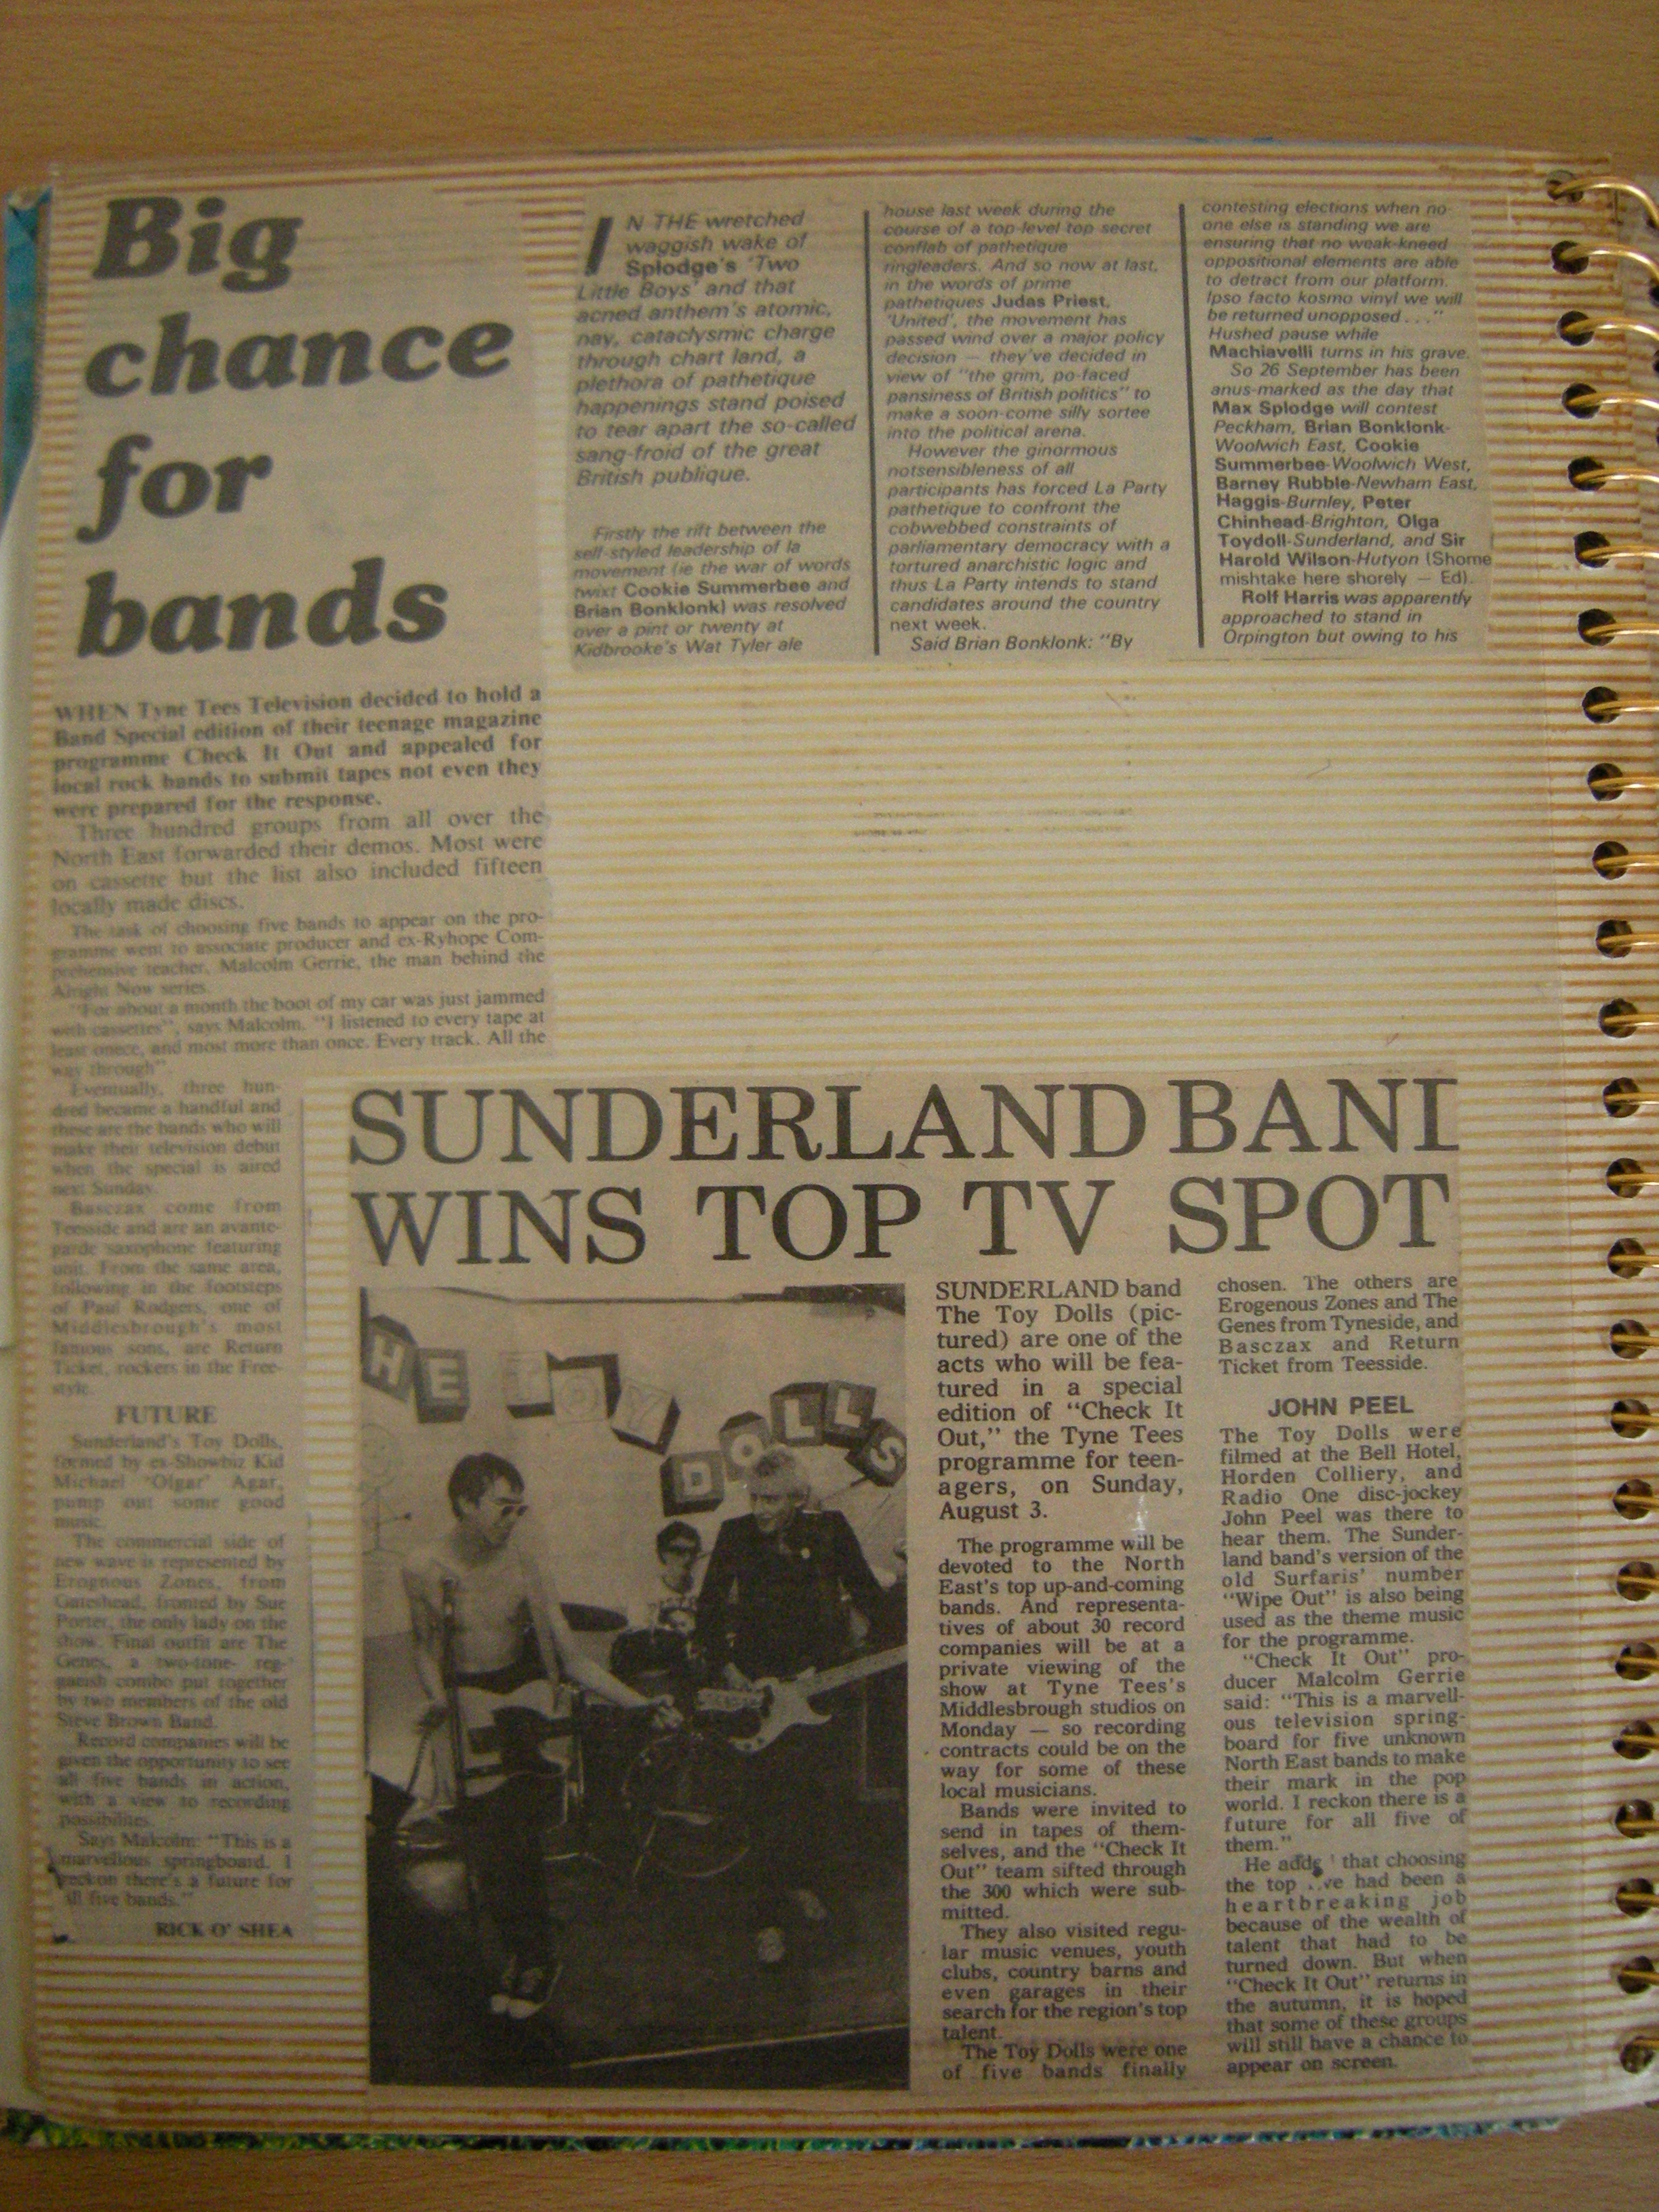 Big
chance
for
bands
WHEN Tyne Tees Television decided to hold a
Band Special edition of their teenage magazine
programme Check It Out and appealed for
local rock bands to submit tapes not even they
were prepared for the response.
Three hundred groups from all over the
North East forwarded their demos. Most were
on cassette but the list also included fifteen
locally made discs.
The task of choosing five bands to appear on the pro-
gramme went to associate producer and ex-Ryhope Com-
prehensive teacher, Malcolm Gerrie, the man behind the
Alright Now series.
"For about a month the boot of my car was just jammed
with cassettes", says Malcolm. "I listened to every tape at
least onece, and most more than once. Every track. All the
way through".
Eventually, three hun-
dred became a handful and
these are the bands who will
make their television debut
when the special is aired
next Sunday.
Basczax come from
Teesside and are an avante-
garde saxophone featuring
unit. From the same area,
following in the footsteps
of Paul Rodgers, one of
Middlesbrough's most
famous sons, are Return
Ticket, rockers in the Free-
style.
FUTURE
Sunderland's Toy Dolls,
formed by ex-Showbiz Kid
Michael 'Olgar' Agar,
pump out some good
music.
The commercial side of
new wave is represented by
Erognous Zones, from
Gateshead, fronted by Sue
Porter, the only lady on the
show. Final outfit are The
Genes, a two-tone- reg-
gaeish combo put together
by two members of the old
Steve Brown Band.
Record companies will be
given the opportunity to see
all five bands in action,
with a view to recording
possibilites.
Says Malcolm: "This is a
marvellous springboard. I
reckon there's a future for
all five bands."
RICK O' SHEA
IN THE wretched
waggish wake of
Splodge's 'Two
Little Boys' and that
acned anthem's atomic,
nay, cataclysmic charge
through chart land, a
plethora of pathetique
happenings stand poised
to tear apart the so-called
sang-froid of the great
British publique.
Firstly the rift between the
self-styled leadership of la
movement (ie the war of words
twixt Cookie Summerbee and
Brian Bonklonk) was resolved
over a pint or twenty at
Kidbrooke's Wat Tyler ale
house last week during the
course of a top-level top secret
conflab of pathetique
ringleaders. And so now at last,
in the words of prime
pathetiques Judas Priest,
'United', the movement has
passed wind over a major policy
decision — they've decided in
view of "the grim, po-faced
pansiness of British politics" to
make a soon-come silly sortee
into the political arena.
However the ginormous
notsensibleness of all
participants has forced La Party
pathetique to confront the
cobwebbed constraints of
parliamentary democracy with a
tortured anarchistic logic and
thus La Party intends to stand
candidates around the country
next week.
Said Brian Bonklonk: "By
contesting elections when no-
one else is standing we are
ensuring that no weak-kneed
oppositional elements are able
to detract from our platform.
Ipso facto kosmo vinyl we will
be returned unopposed . . ."
Hushed pause while
Machiavelli turns in his grave.
So 26 September has been
anus-marked as the day that
Max Splodge will contest
Peckham, Brian Bonklonk-
Woolwich East, Cookie
Summerbee-Woolwich West,
Barney Rubble-Newham East,
Haggis-Burnley, Peter
Chinhead-Brighton, Olga
Toydoll-Sunderland, and Sir
Harold Wilson-Hutyon (Shome
mishtake here shorely — Ed).
Rolf Harris was apparently
approached to stand in
Orpington but owing to his
SUNDERLAND BAND
WINS TOP TV SPOT
HE TOY
DOLLS
SUNDERLAND band
The Toy Dolls (pic-
tured) are one of the
acts who will be fea-
tured in a special
edition of "Check It
Out," the Tyne Tees
programme for teen-
agers, on Sunday,
August 3.
The programme will be
devoted to the North
East's top up-and-coming
bands. And representa-
tives of about 30 record
companies will be at a
private viewing of the
show at Tyne Tees's
Middlesbrough studios on
Monday — so recording
contracts could be on the
way for some of these
local musicians.
Bands were invited to
send in tapes of them-
selves, and the "Check It
Out" team sifted through
the 300 which were sub-
mitted.
They also visited regu-
lar music venues, youth
clubs, country barns and
even garages in their
search for the region's top
talent.
The Toy Dolls were one
of five bands finally
chosen. The others are
Erogenous Zones and The
Genes from Tyneside, and
Basczax and Return
Ticket from Teesside.
JOHN PEEL
The Toy Dolls were
filmed at the Bell Hotel,
Horden Colliery, and
Radio One disc-jockey
John Peel was there to
hear them. The Sunder-
land band's version of the
old Surfaris' number
"Wipe Out" is also being
used as the theme music
for the programme.
"Check It Out" pro-
ducer Malcolm Gerrie
said: "This is a marvell-
ous television spring-
board for five unknown
North East bands to make
their mark in the pop
world. I reckon there is a
future for all five of
them."
He adds that choosing
the top ve had been a
heartbreaking job
because of the wealth of
talent that had to be
turned down. But when
"Check It Out" returns in
the autumn, it is hoped
that some of these groups
will still have a chance to
appear on screen.